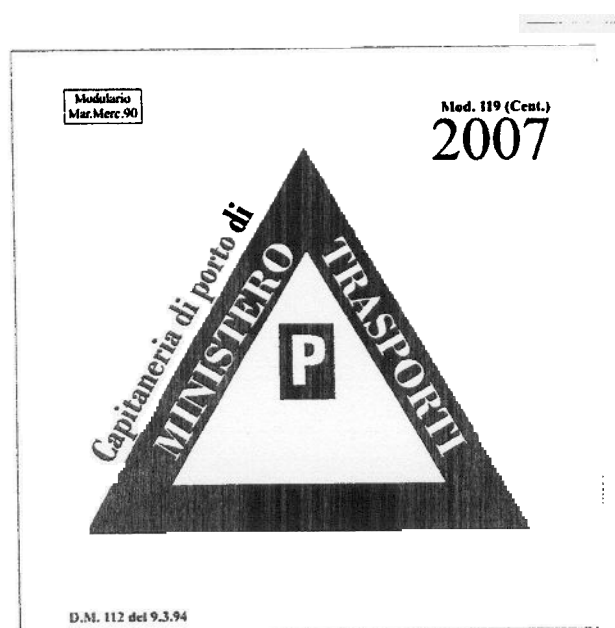 Modulario
Mar.Merc.90
Mod. 119 (Cent.)
2007
Capitaneria di porto di
MINISTERO
TRASPORTI
P
D.M. 112 del 9.3.94